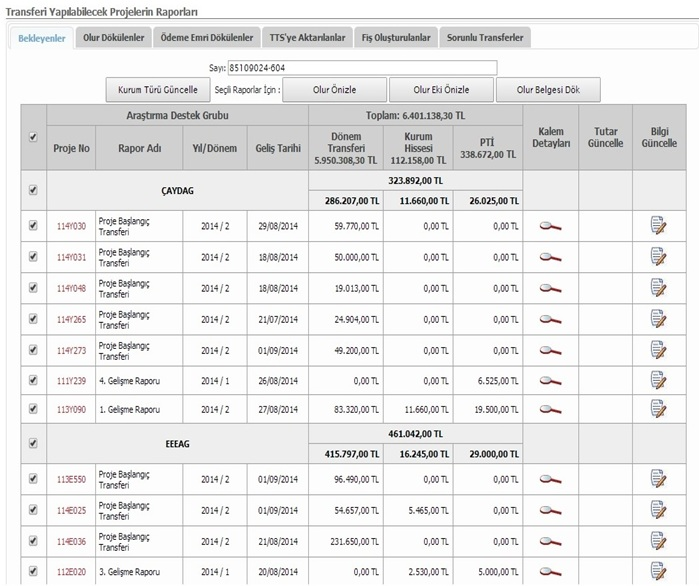 Transferi Yapılabilecek Projelerin Raporları
Bekleyenler Olur Dökülenler Ödeme Emri Dökülenler TTS'ye Aktarılanlar Fiş Oluşturulanlar Sorunlu Transferler
Sayı: 85109024-604
Kurum Türü Güncelle Seçili Raporlar İçin : Olur Önizle Olur Eki Önizle Olur Belgesi Dök
Araştırma Destek Grubu Toplam: 6.401.138,30 TL
Proje No Rapor Adı Yıl/Dönem Geliş Tarihi
Dönem Transferi 5.950.308,30 TL
Kurum Hissesi 112.158,00 TL
PTİ 338.672,00 TL
Kalem Detayları
Tutar Güncelle
Bilgi Güncelle
ÇAYDAG 323.892,00 TL
286.207,00 TL 11.660,00 TL 26.025,00 TL
114Y030 Proje Başlangıç Transferi 2014 / 2 29/08/2014 59.770,00 TL 0,00 TL 0,00 TL
114Y031 Proje Başlangıç Transferi 2014 / 2 18/08/2014 50.000,00 TL 0,00 TL 0,00 TL
114Y048 Proje Başlangıç Transferi 2014 / 2 18/08/2014 19.013,00 TL 0,00 TL 0,00 TL
114Y265 Proje Başlangıç Transferi 2014 / 2 21/07/2014 24.904,00 TL 0,00 TL 0,00 TL
114Y273 Proje Başlangıç Transferi 2014 / 2 01/09/2014 49.200,00 TL 0,00 TL 0,00 TL
111Y239 4. Gelişme Raporu 2014 / 1 26/08/2014 0,00 TL 0,00 TL 6.525,00 TL
113Y090 1. Gelişme Raporu 2014 / 2 27/08/2014 83.320,00 TL 11.660,00 TL 19.500,00 TL
EEEAG 461.042,00 TL
415.797,00 TL 16.245,00 TL 29.000,00 TL
113E550 Proje Başlangıç Transferi 2014 / 2 01/09/2014 96.490,00 TL 0,00 TL 0,00 TL
114E025 Proje Başlangıç Transferi 2014 / 2 01/09/2014 54.657,00 TL 5.465,00 TL 0,00 TL
114E036 Proje Başlangıç Transferi 2014 / 2 21/08/2014 231.650,00 TL 0,00 TL 0,00 TL
112E020 3. Gelişme Raporu 2014 / 1 20/08/2014 0,00 TL 2.530,00 TL 5.000,00 TL